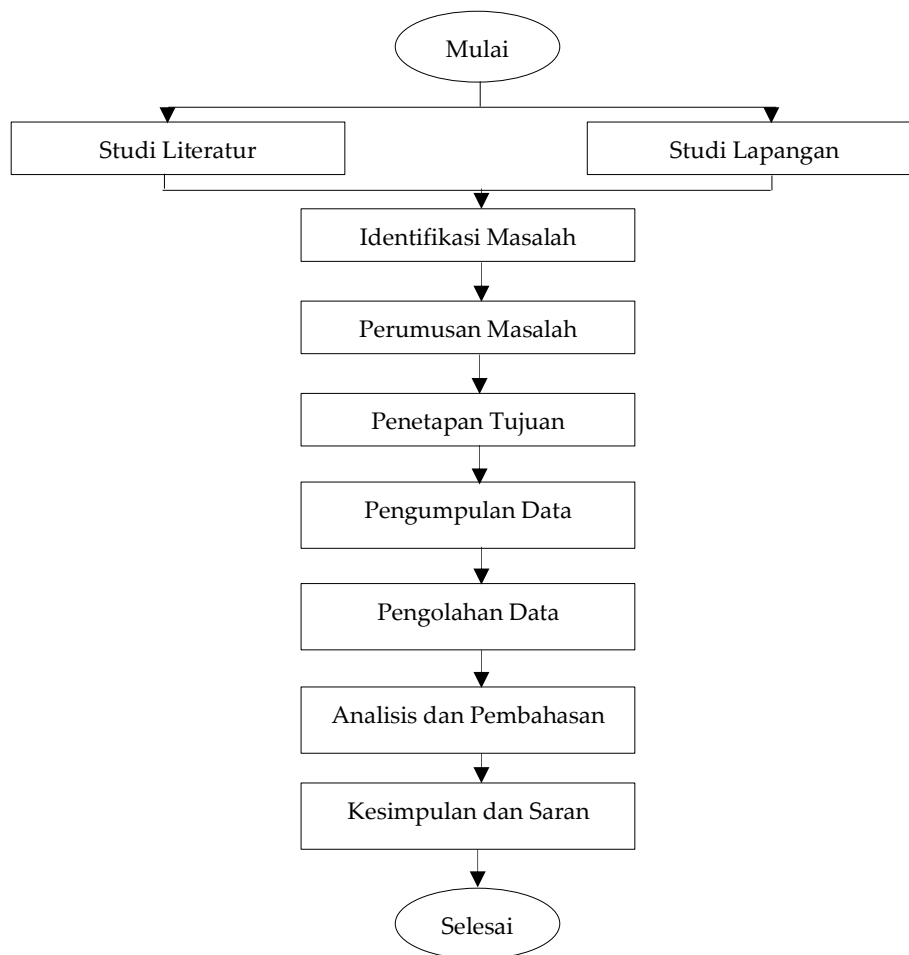 Mulai
Studi Literatur
Studi Lapangan
Identifikasi Masalah
Perumusan Masalah
Penetapan Tujuan
Pengumpulan Data
Pengolahan Data
Analisis dan Pembahasan
Kesimpulan dan Saran
Selesai